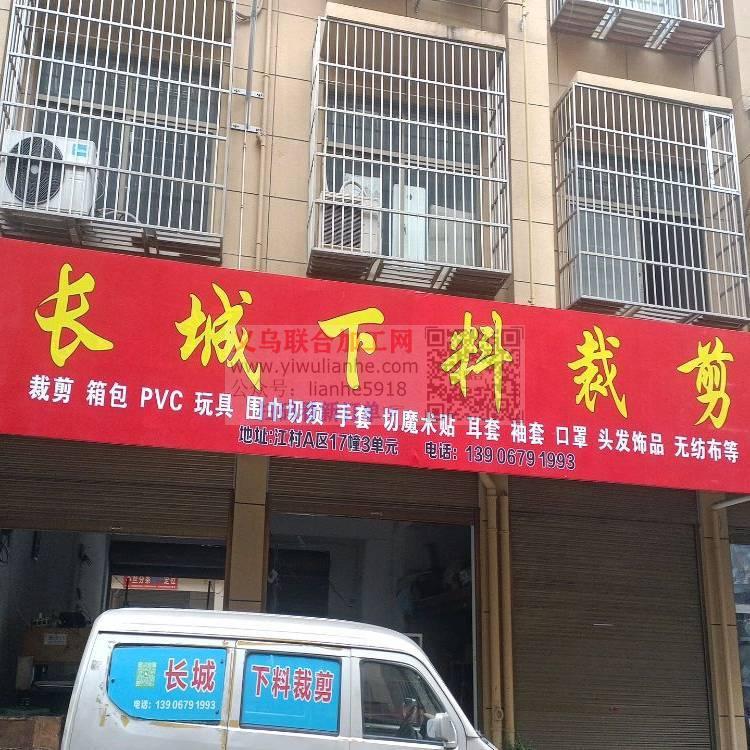 长城下料裁剪
义乌联合加工网
www.yiwulianhe.com
公众号: lianhe5918
裁剪 箱包 PVC 玩具 围巾切须 手套 切魔术贴 耳套 袖套 口罩 头发饰品 无纺布等
地址:江村A区17幢3单元 电话: 139 0679 1993
分条 定位
长城 下料裁剪
电话: 139 0679 1993